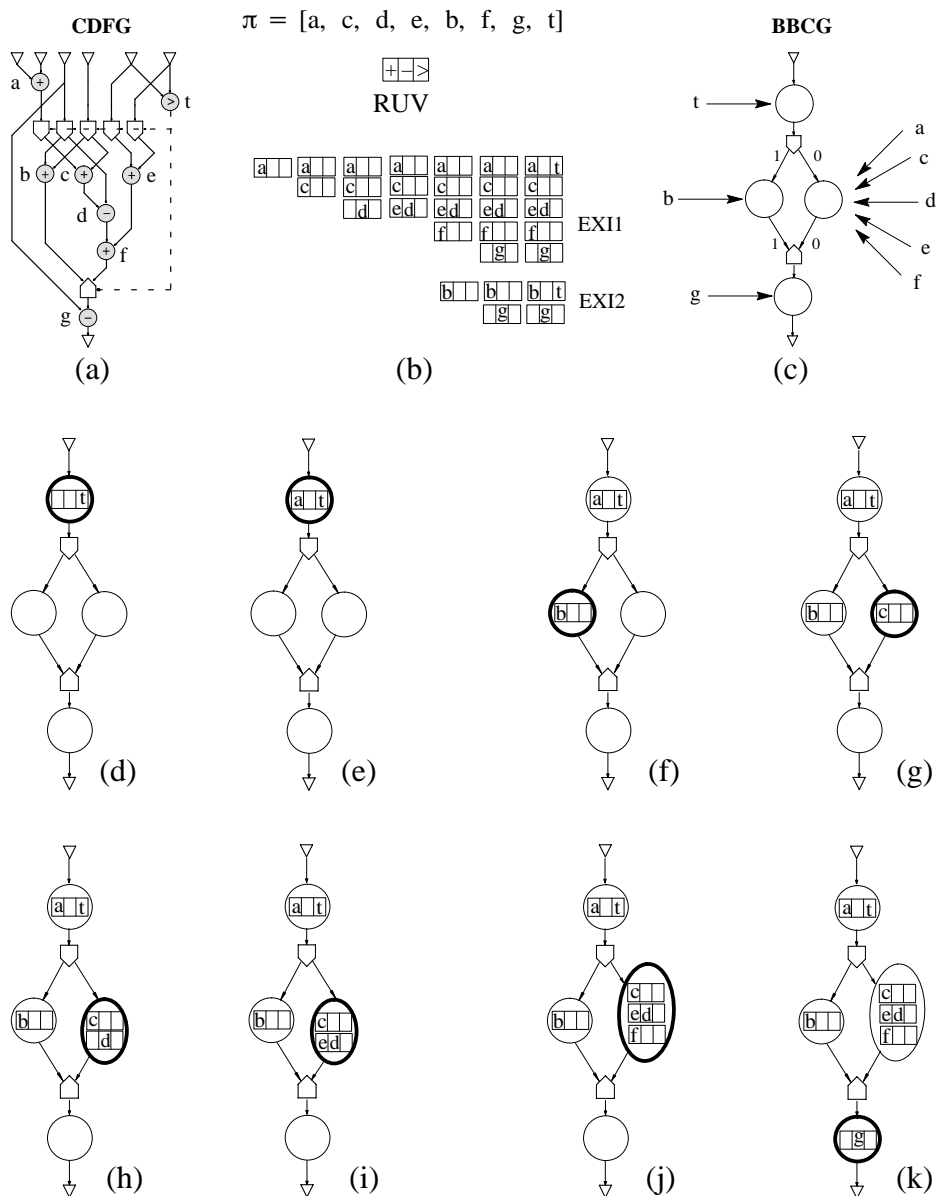 CDFG
π = [a, c, d, e, b, f, g, t]
BBCG
a + > t
+ − >
RUV
b + c + + e
d −
+ f
g −
a a a a a a a t
c c c c c c
d e d e d e d e d
f f f
g g
EXI1
b b b t
g g
EXI2
t
1 0
a
c
b
d
1 0
e
f
g
(a) (b) (c)
t
a t
a t
a t
b
b c
(d) (e) (f) (g)
a t
a t
a t
a t
b c
d
b c
e d
b c
e d
f
b c
e d
f
g
(h) (i) (j) (k)